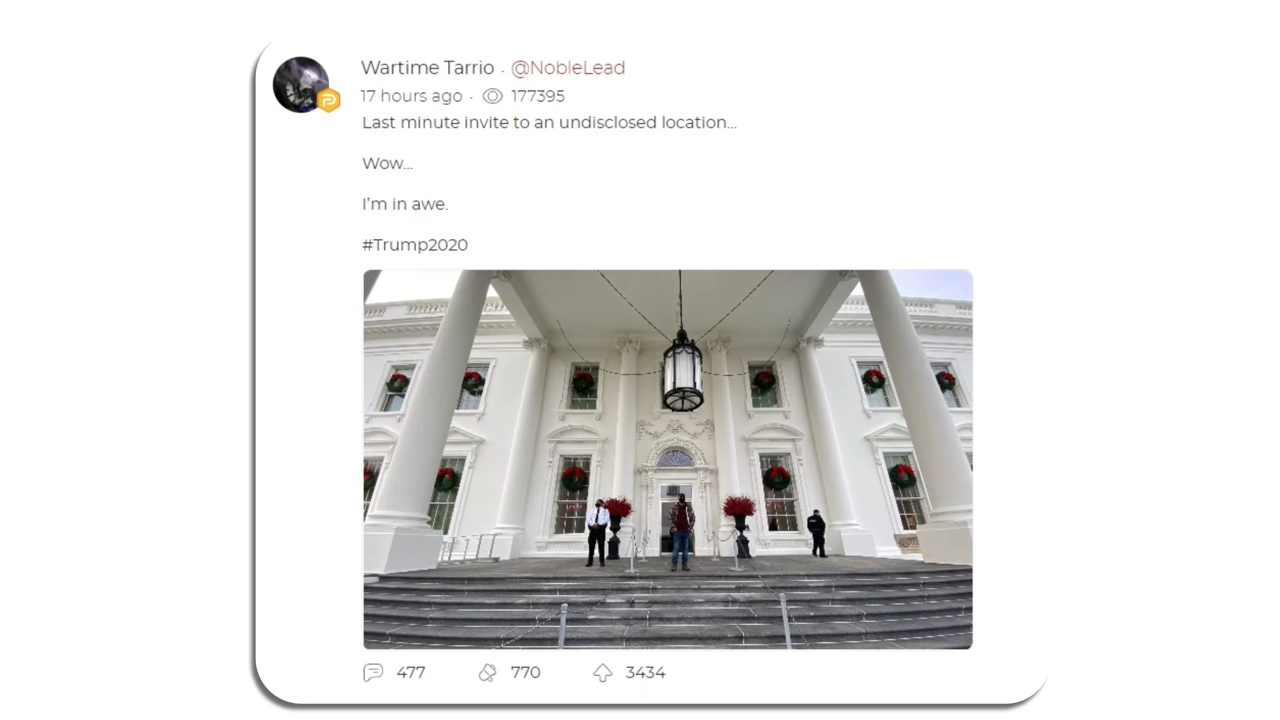 Wartime Tarrio · @NobleLead
17 hours ago · 177395
Last minute invite to an undisclosed location...
Wow...
I'm in awe.
#Trump2020
477 770 3434